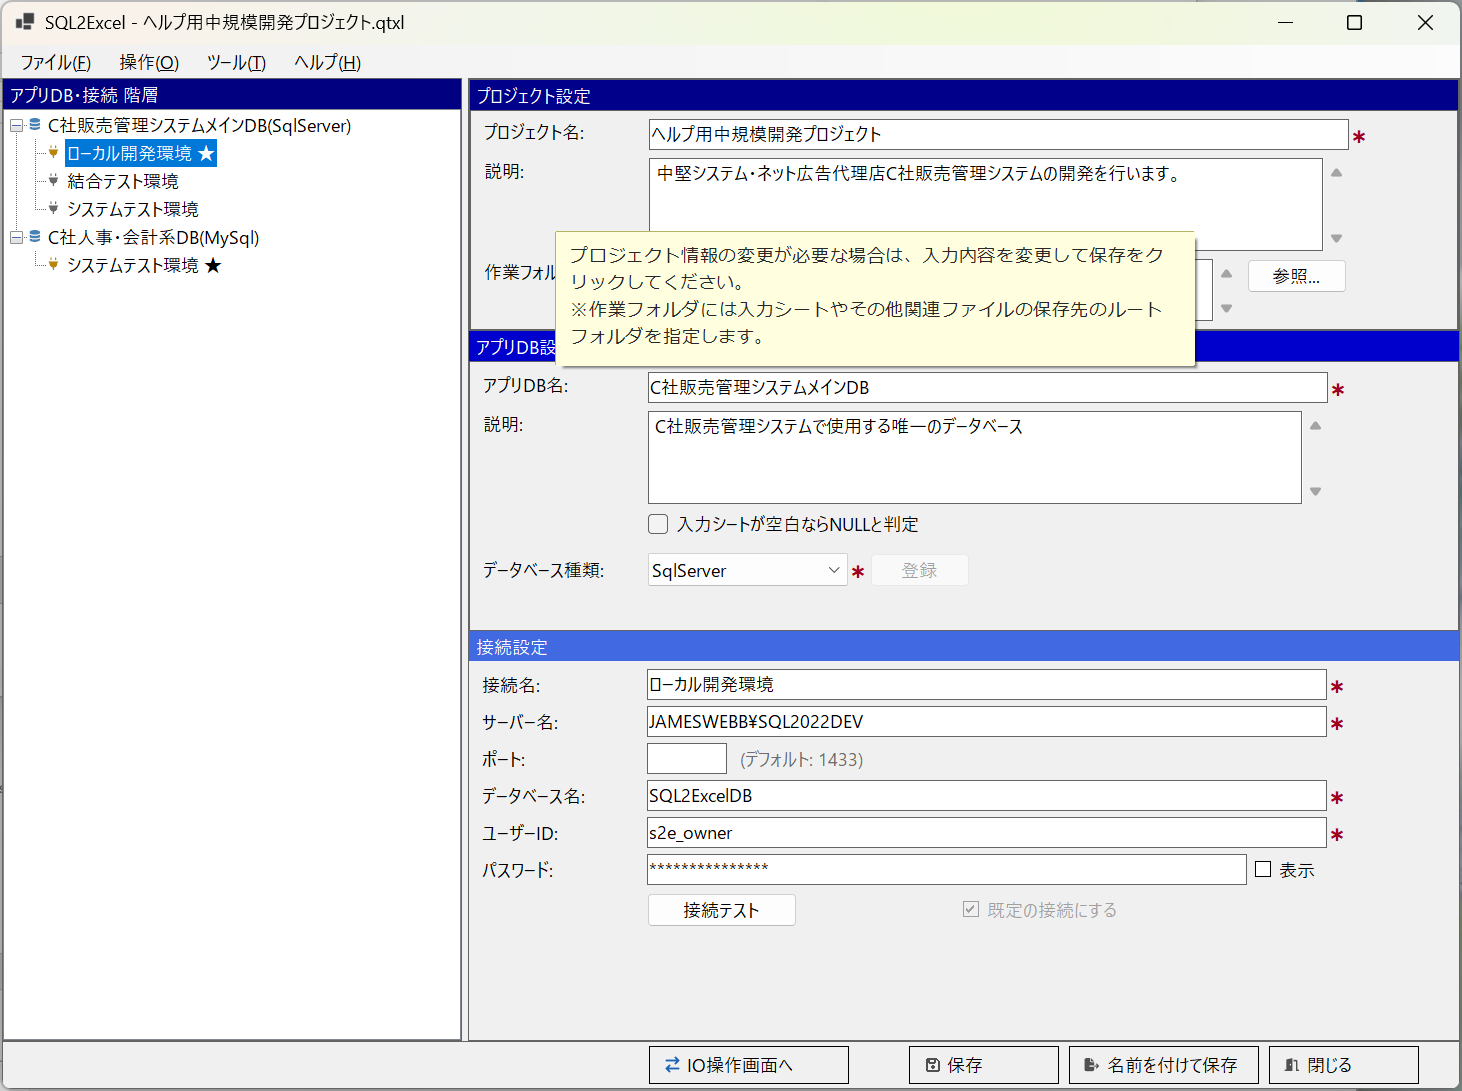 SQL2Excel - ヘルプ用中規模開発プロジェクト.qtxl
ファイル(F) 操作(O) ツール(T) ヘルプ(H)
アプリDB・接続 階層
C社販売管理システムメインDB(SqlServer)
ローカル開発環境 ★
結合テスト環境
システムテスト環境
C社人事・会計系DB(MySql)
システムテスト環境 ★
プロジェクト設定
プロジェクト名: ヘルプ用中規模開発プロジェクト *
説明: 中堅システム・ネット広告代理店C社販売管理システムの開発を行います。
作業フォル 参照...
プロジェクト情報の変更が必要な場合は、入力内容を変更して保存をク
リックしてください。
※作業フォルダには入力シートやその他関連ファイルの保存先のルート
フォルダを指定します。
アプリDB設
アプリDB名: C社販売管理システムメインDB *
説明: C社販売管理システムで使用する唯一のデータベース
入力シートが空白ならNULLと判定
データベース種類: SqlServer * 登録
接続設定
接続名: ローカル開発環境 *
サーバー名: JAMESWEBB¥SQL2022DEV *
ポート: (デフォルト: 1433)
データベース名: SQL2ExcelDB *
ユーザーID: s2e_owner *
パスワード: *************** 表示
接続テスト 既定の接続にする
IO操作画面へ 保存 名前を付けて保存 閉じる